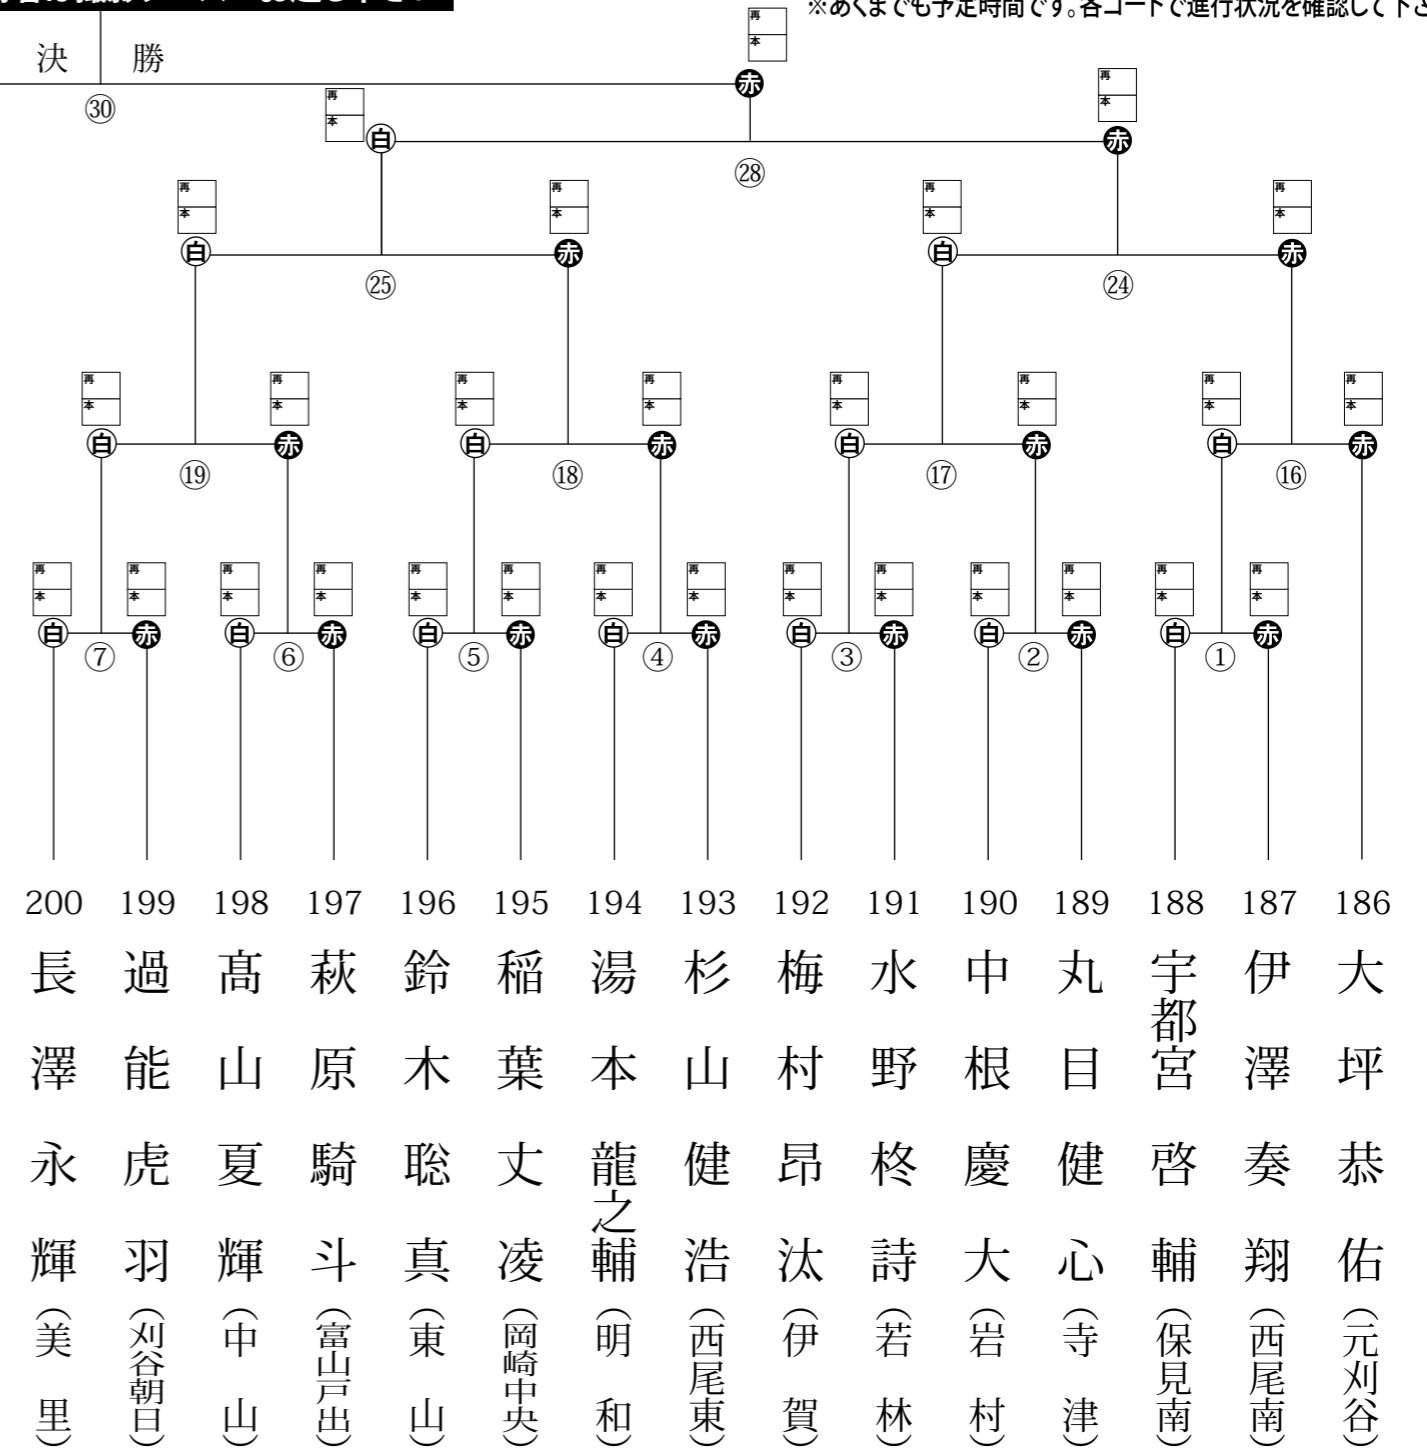 ※あくまでも予定時間です。各コートで進行状況を確認して下さ
決 勝
㉚
再 本
赤
再 本
白
再 本
赤
㉘
再 本
白
再 本
赤
再 本
白
再 本
赤
㉕
㉔
再 本
白
再 本
赤
再 本
白
再 本
赤
再 本
白
再 本
赤
再 本
白
再 本
赤
⑲
⑱
⑰
⑯
再 本
白
再 本
赤
再 本
白
再 本
赤
再 本
白
再 本
赤
再 本
白
再 本
赤
再 本
白
再 本
赤
再 本
白
再 本
赤
再 本
白
再 本
赤
⑦
⑥
⑤
④
③
②
①
186 大坪恭佑(元刈谷)
187 伊澤奏翔(西尾南)
188 宇都宮啓輔(保見南)
189 丸目健心(寺津)
190 中根慶大(岩村)
191 水野柊詩(若林)
192 梅村昂汰(伊賀)
193 杉山健浩(西尾東)
194 湯本龍之輔(明和)
195 稲葉丈凌(岡崎中央)
196 鈴木聡真(東山)
197 萩原騎斗(富山戸出)
198 髙山夏輝(中山)
199 過能虎羽(刈谷朝日)
200 長澤永輝(美里)